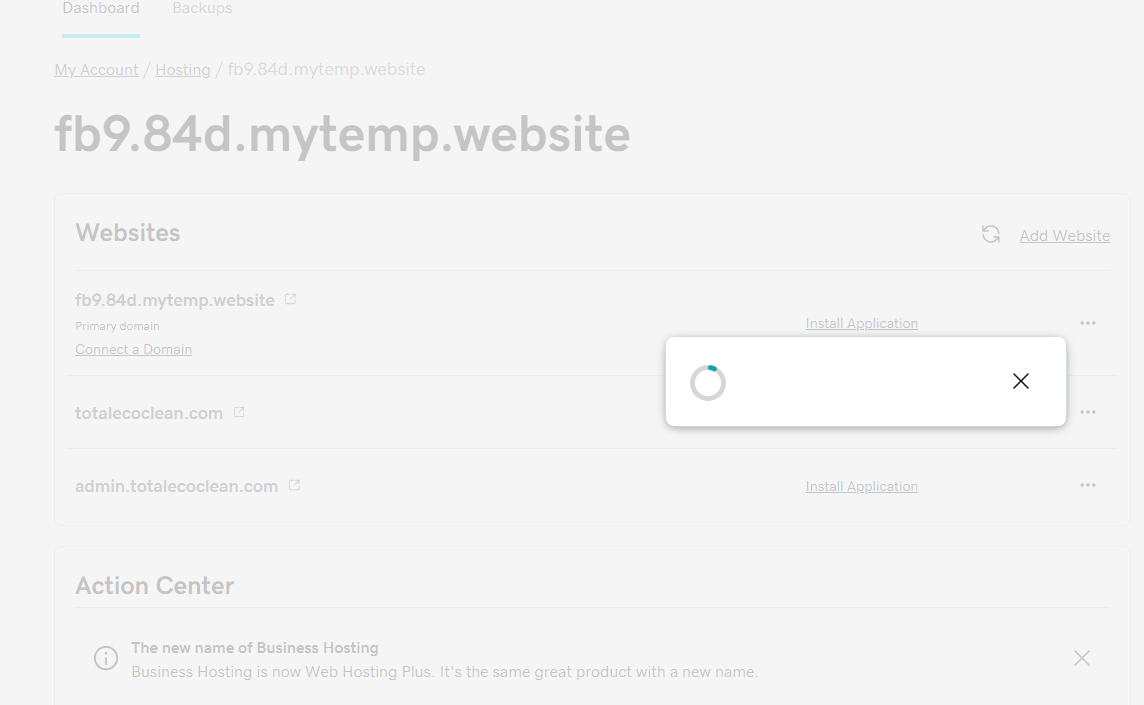 Dashboard Backups
My Account / Hosting / fb9.84d.mytemp.website
fb9.84d.mytemp.website
Websites
Add Website
fb9.84d.mytemp.website
Primary domain
Install Application
Connect a Domain
totalecoclean.com
admin.totalecoclean.com
Install Application
Action Center
The new name of Business Hosting
Business Hosting is now Web Hosting Plus. It's the same great product with a new name.